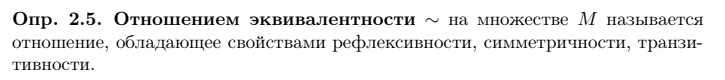 Опр. 2.5. Отношением эквивалентности ∼ на множестве M называется
отношение, обладающее свойствами рефлексивности, симметричности, транзи-
тивности.